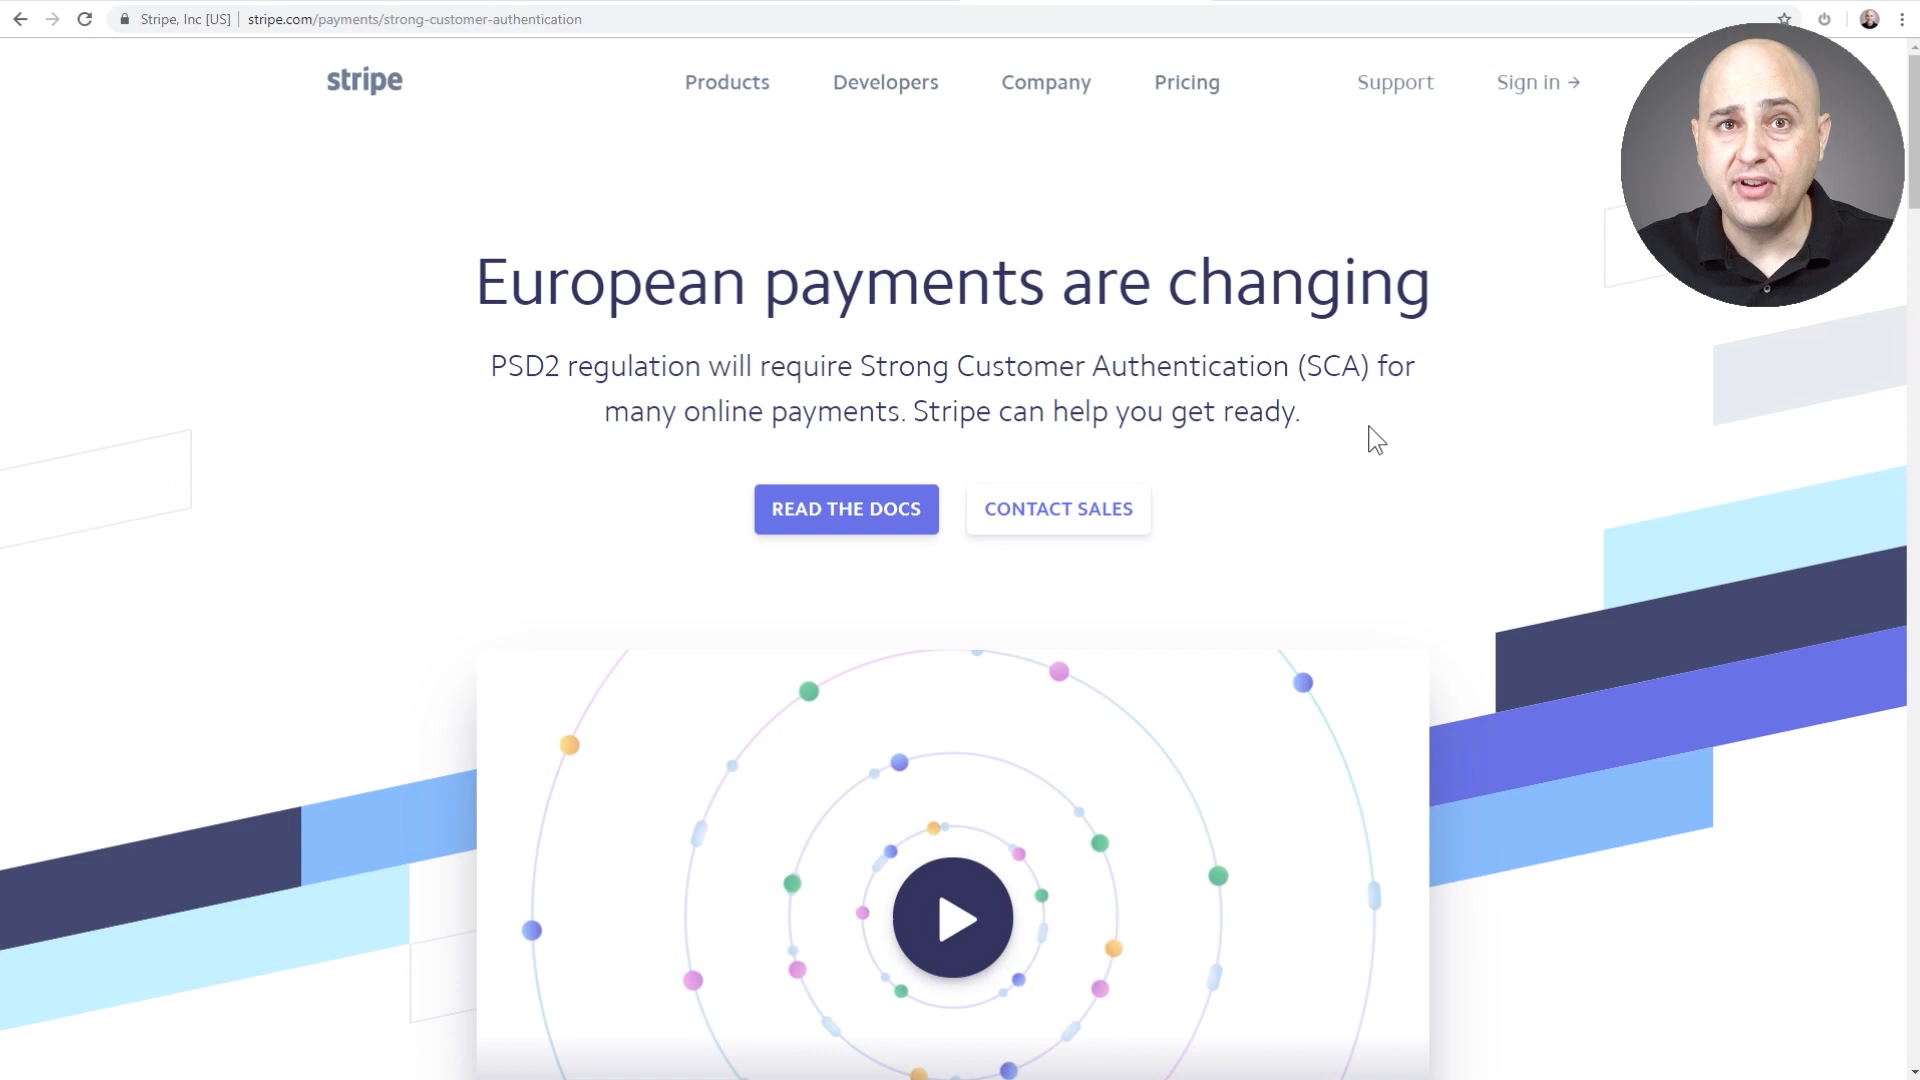 Stripe, Inc [US] | stripe.com/payments/strong-customer-authentication
stripe
Products
Developers
Company
Pricing
Support
Sign in →
European payments are changing
PSD2 regulation will require Strong Customer Authentication (SCA) for
many online payments. Stripe can help you get ready.
READ THE DOCS
CONTACT SALES